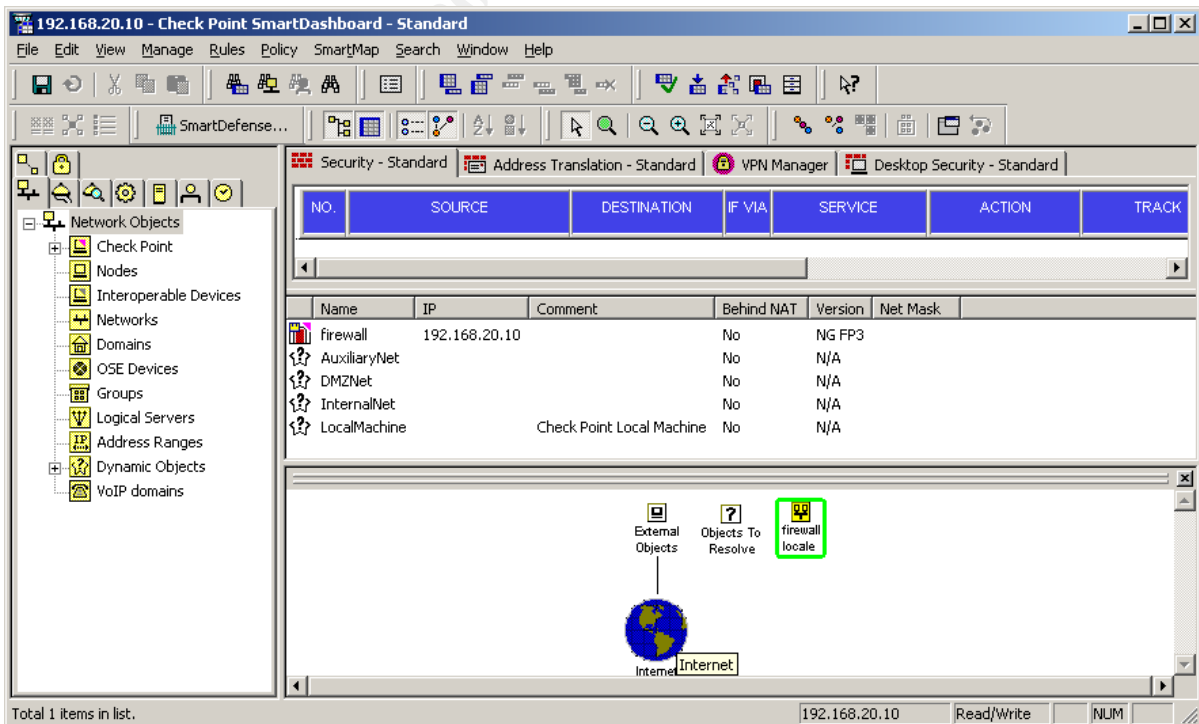 192.168.20.10 - Check Point SmartDashboard - Standard
File Edit View Manage Rules Policy SmartMap Search Window Help
SmartDefense...
Security - Standard Address Translation - Standard VPN Manager Desktop Security - Standard
NO. SOURCE DESTINATION IF VIA SERVICE ACTION TRACK
Network Objects
Check Point
Nodes
Interoperable Devices
Networks
Domains
OSE Devices
Groups
Logical Servers
Address Ranges
Dynamic Objects
VoIP domains
Name IP Comment Behind NAT Version Net Mask
firewall 192.168.20.10 No NG FP3
AuxiliaryNet No N/A
DMZNet No N/A
InternalNet No N/A
LocalMachine Check Point Local Machine No N/A
External Objects
Objects To Resolve
firewall locale
Internet
Internet
Total 1 items in list. 192.168.20.10 Read/Write NUM